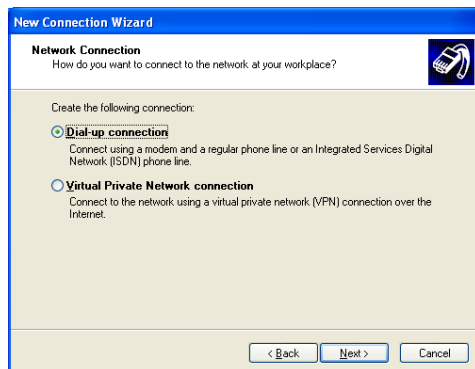 New Connection Wizard
Network Connection
How do you want to connect to the network at your workplace?
Create the following connection:
Dial-up connection
Connect using a modem and a regular phone line or an Integrated Services Digital
Network (ISDN) phone line.
Virtual Private Network connection
Connect to the network using a virtual private network (VPN) connection over the
Internet.
< Back
Next >
Cancel